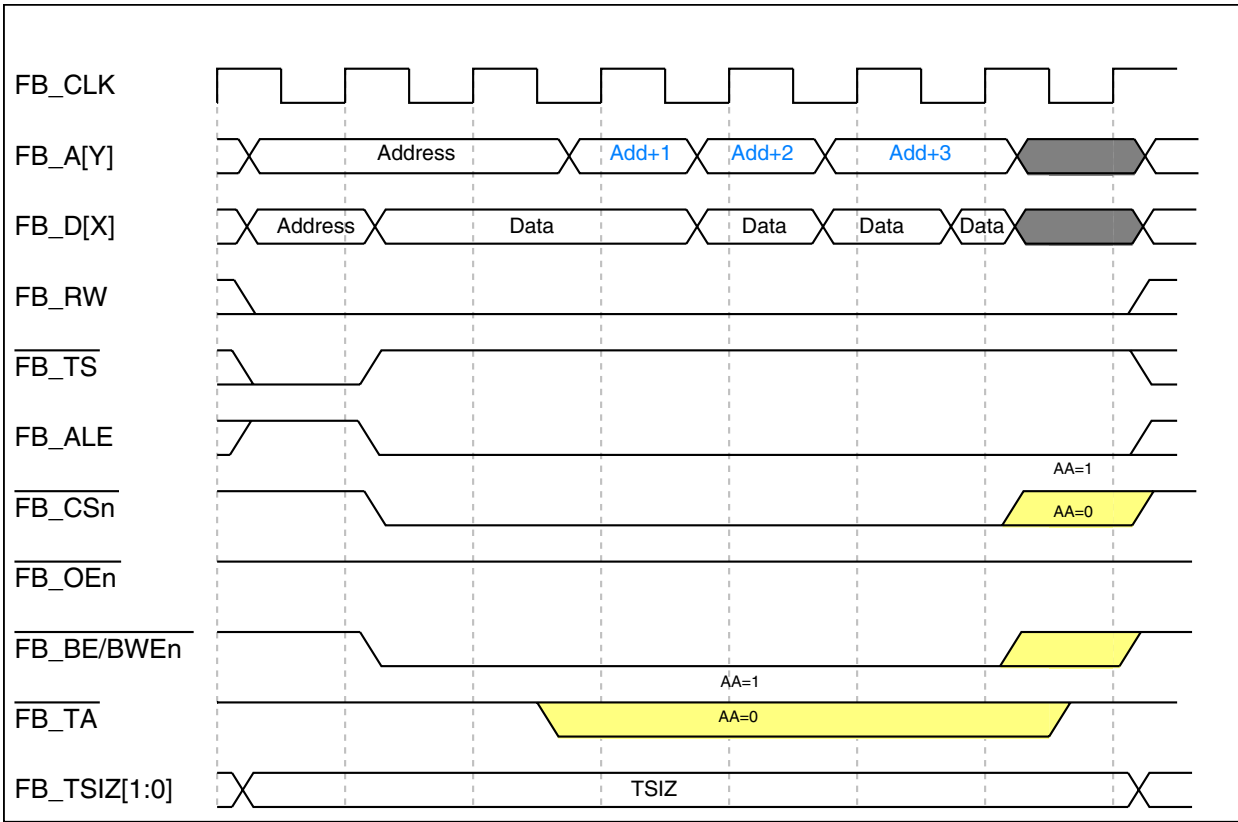 FB_CLK
FB_A[Y] Address Add+1 Add+2 Add+3
FB_D[X] Address Data Data Data Data
FB_RW
FB_TS
FB_ALE
AA=1
FB_CSn AA=0
FB_OEn
FB_BE/BWEn
AA=1
FB_TA AA=0
FB_TSIZ[1:0] TSIZ